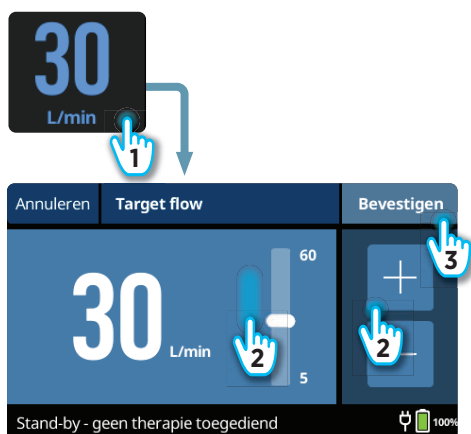 30
L/min
1
Annuleren Target flow Bevestigen
3
60
30 L/min
2 2
5
Stand-by - geen therapie toegediend 100%